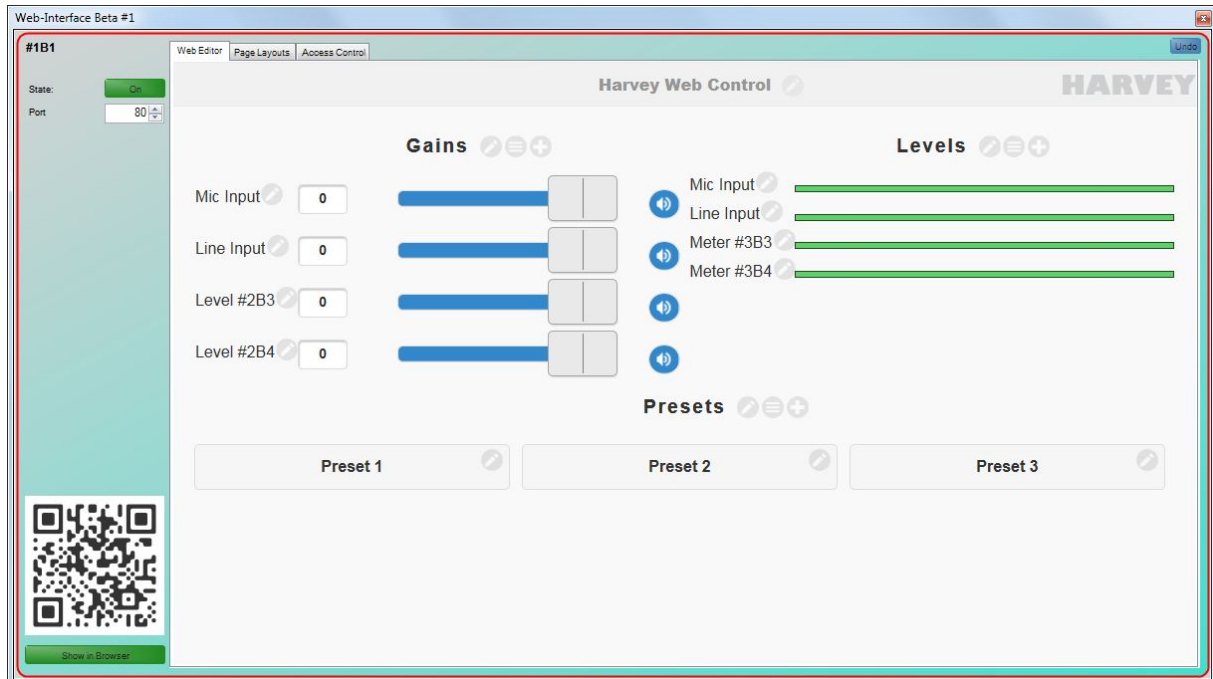 Web-Interface Beta #1
#1B1
State: On
Port 80
Web Editor Page Layouts Access Control
Undo
Harvey Web Control
HARVEY
Gains
Mic Input 0
Line Input 0
Level #2B3 0
Level #2B4 0
Levels
Mic Input
Line Input
Meter #3B3
Meter #3B4
Presets
Preset 1 Preset 2 Preset 3
Show in Browser